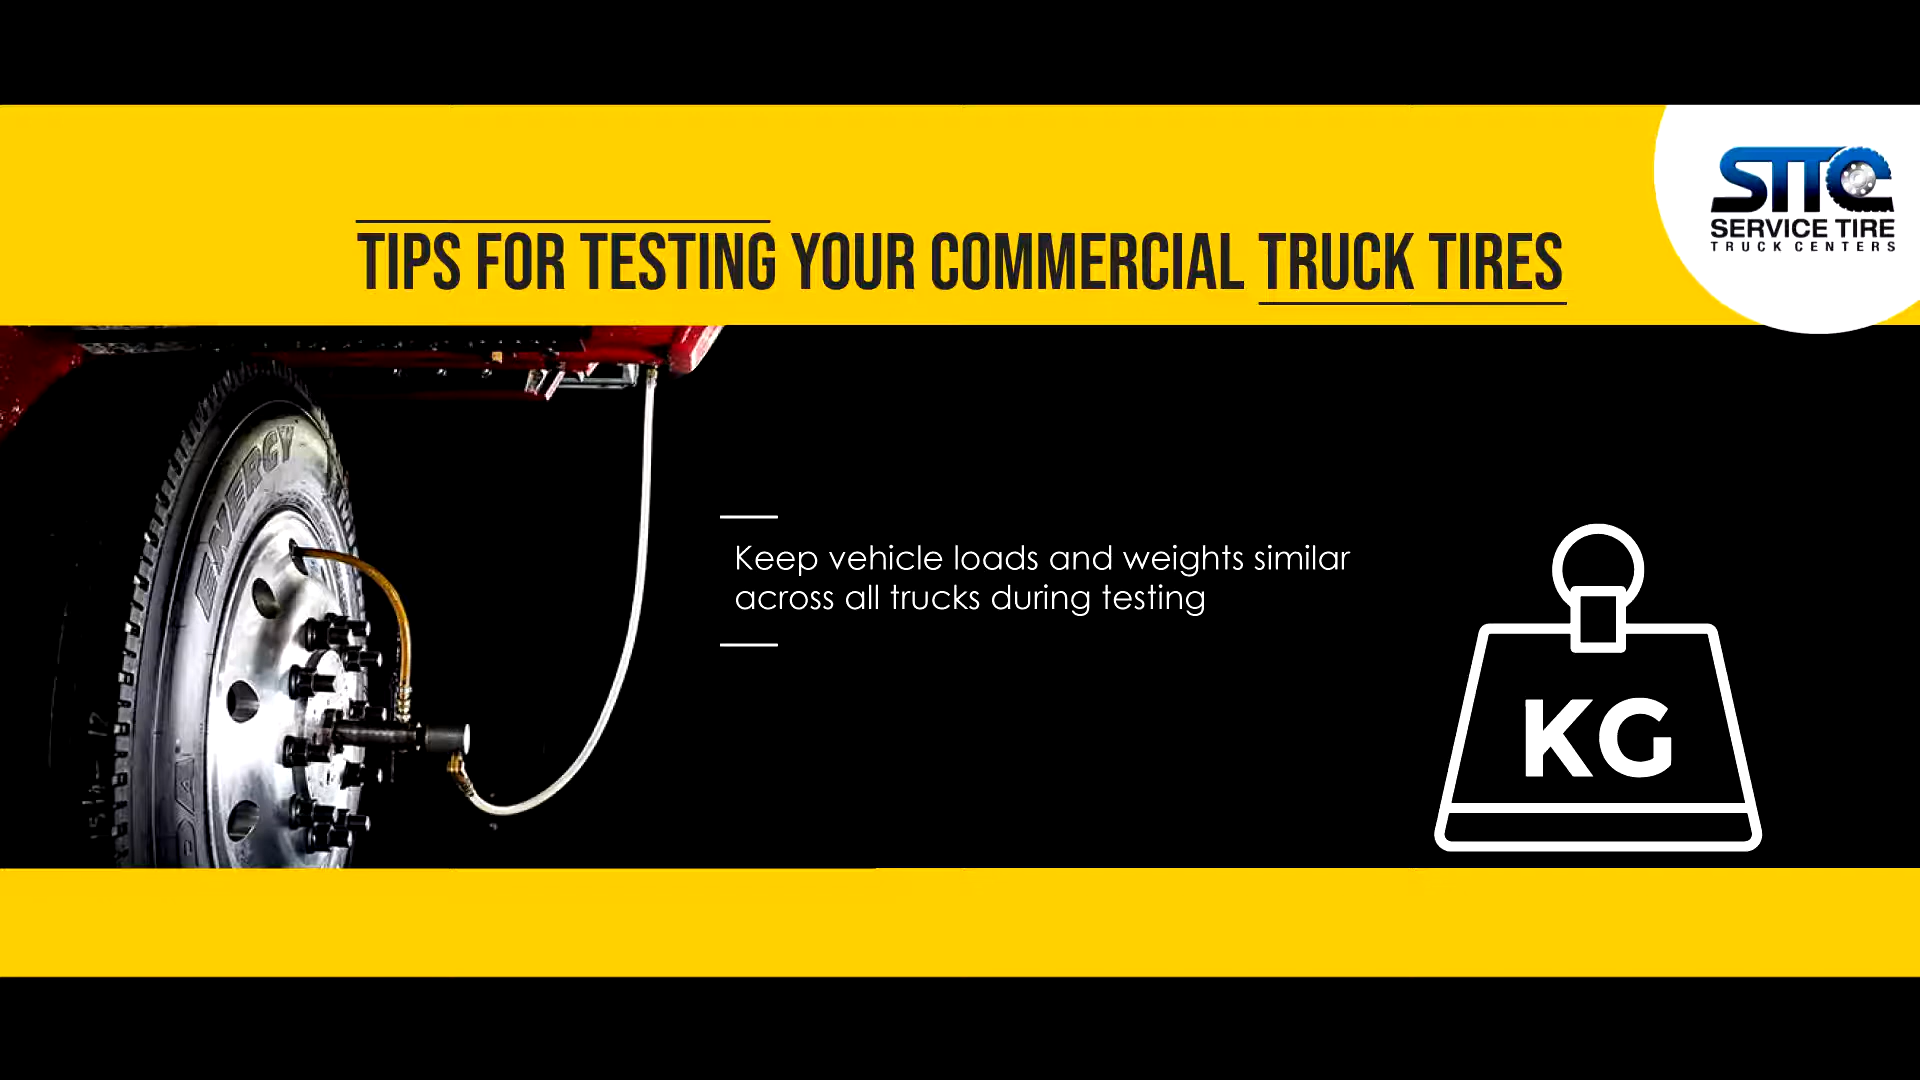 STTC
SERVICE TIRE
TRUCK CENTERS
TIPS FOR TESTING YOUR COMMERCIAL TRUCK TIRES
ENERGY
Keep vehicle loads and weights similar
across all trucks during testing
KG